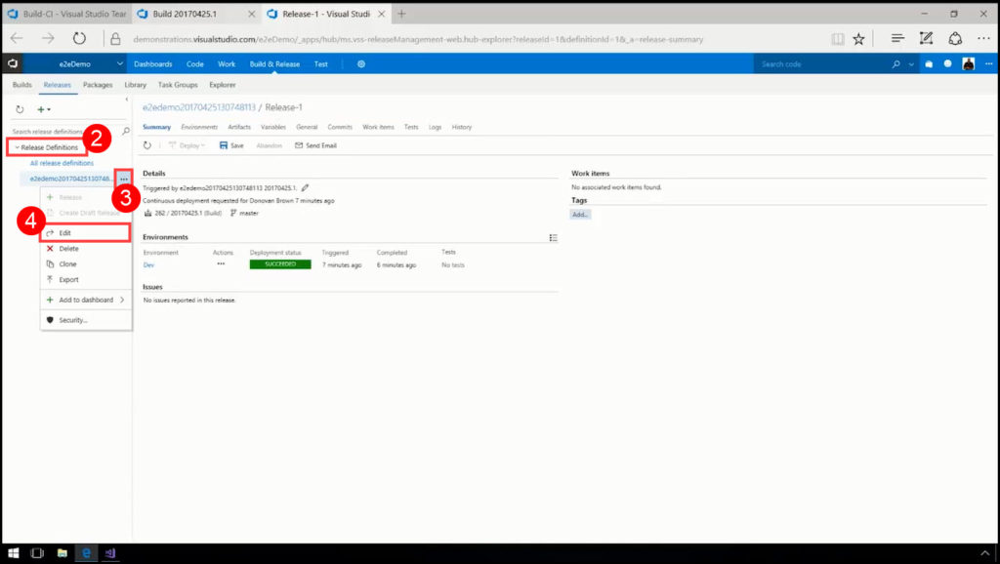 Build-CI - Visual Studio Tear
Build 20170425.1
Release-1 - Visual Studi
demonstrations.visualstudio.com/e2eDemo/_apps/hub/ms.vss-releaseManagement-web.hub-explorer?releaseId=1&definitionId=1&_a=release-summary
e2eDemo Dashboards Code Work Build & Release Test Search code
Builds Releases Packages Library Task Groups Explorer
e2edemo20170425130748113 / Release-1
Summary Environments Artifacts Variables General Commits Work items Tests Logs History
Search release definitions
2
Deploy Save Abandon Send Email
Release Definitions
All release definitions
e2edemo20170425130748...
3
Release
Create Draft Release
4
Edit
Delete
Clone
Export
Add to dashboard
Security...
Details
Triggered by e2edemo20170425130748113 20170425.1.
Continuous deployment requested for Donovan Brown 7 minutes ago
262 / 20170425.1 (Build) master
Environments
Environment Actions Deployment status Triggered Completed Tests
Dev ... SUCCEEDED 7 minutes ago 6 minutes ago No tests
Issues
No issues reported in this release.
Work items
No associated work items found.
Tags
Add...